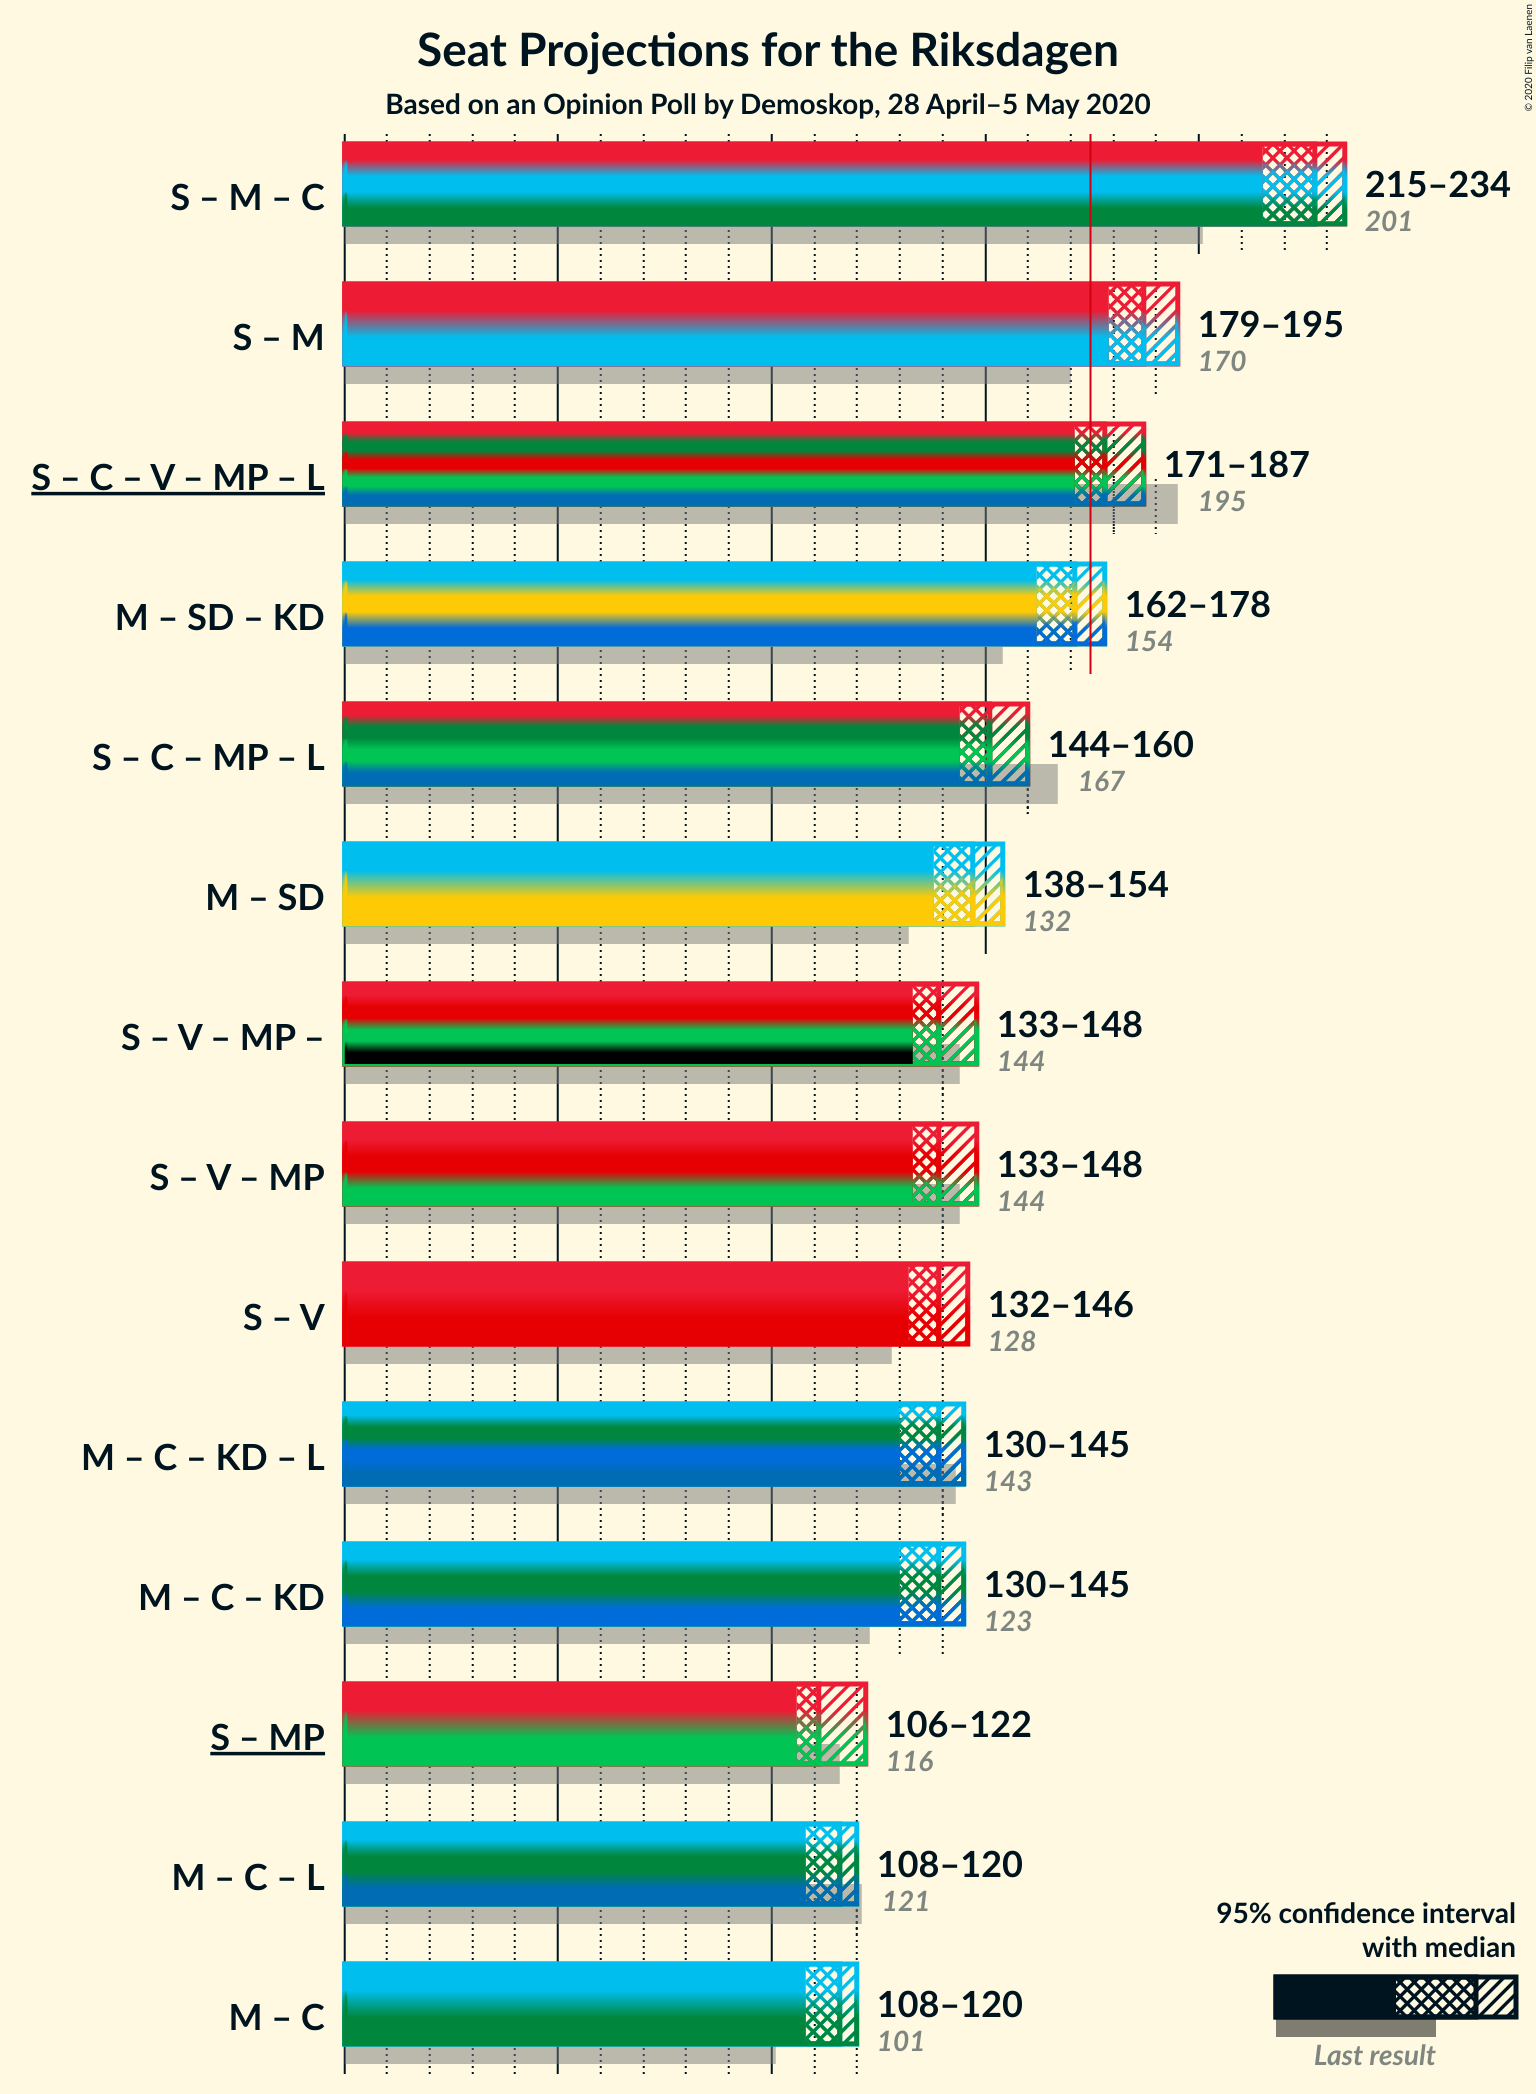 Seat Projections for the Riksdagen
Based on an Opinion Poll by Demoskop, 28 April–5 May 2020
© 2020 Filip van Laenen
S – M – C
215–234
201
S – M
179–195
170
S – C – V – MP – L
171–187
195
M – SD – KD
162–178
154
S – C – MP – L
144–160
167
M – SD
138–154
132
S – V – MP –
133–148
144
S – V – MP
133–148
144
S – V
132–146
128
M – C – KD – L
130–145
143
M – C – KD
130–145
123
S – MP
106–122
116
M – C – L
108–120
121
M – C
108–120
101
95% confidence interval
with median
Last result